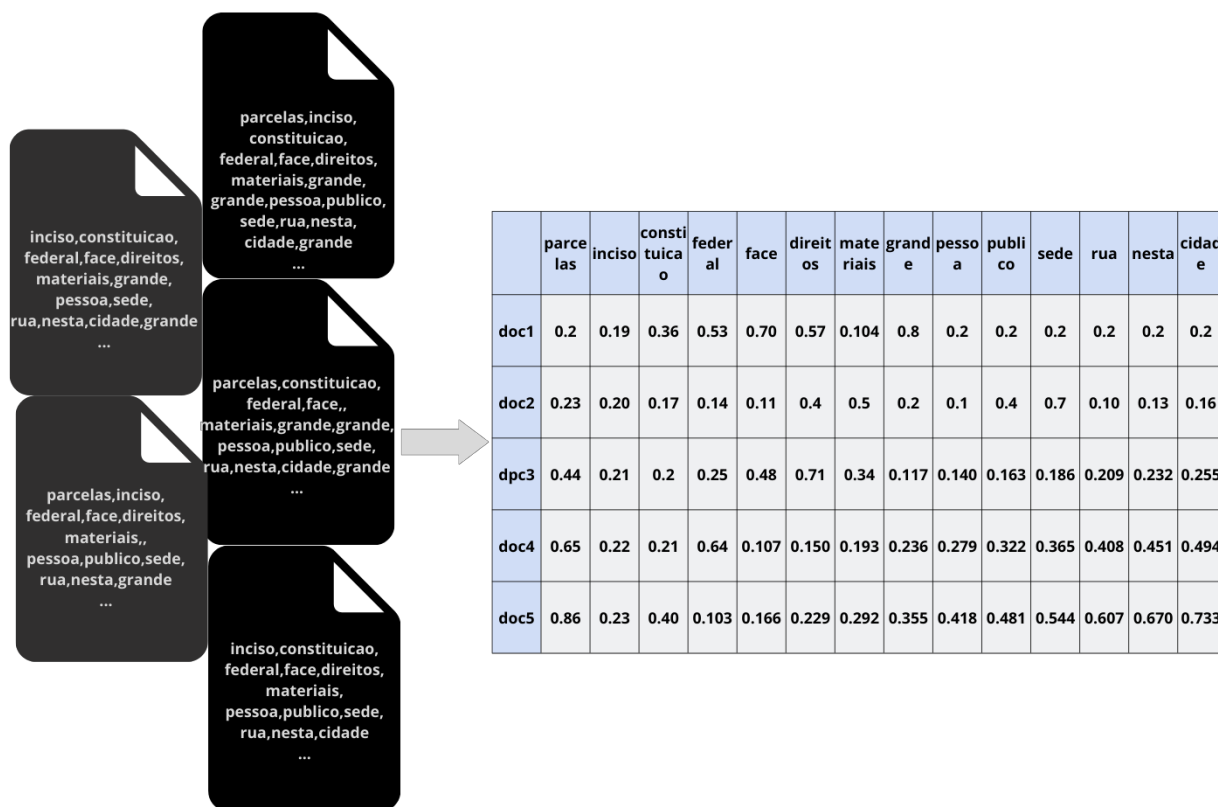 parcelas,inciso,
constituicao,
federal,face,direitos,
materiais,grande,
grande,pessoa,publico,
sede,rua,nesta,
cidade,grande
...
inciso,constituicao,
federal,face,direitos,
materiais,grande,
pessoa,sede,
rua,nesta,cidade,grande
...
parcelas,constituicao,
federal,face,,
materiais,grande,grande,
pessoa,publico,sede,
rua,nesta,cidade,grande
...
parcelas,inciso,
federal,face,direitos,
materiais,,
pessoa,publico,sede,
rua,nesta,grande
...
inciso,constituicao,
federal,face,direitos,
materiais,
pessoa,publico,sede,
rua,nesta,cidade
...
parcelas inciso constituicao federal face direitos materiais grande pessoa publico sede rua nesta cidade
doc1 0.2 0.19 0.36 0.53 0.70 0.57 0.104 0.8 0.2 0.2 0.2 0.2 0.2 0.2
doc2 0.23 0.20 0.17 0.14 0.11 0.4 0.5 0.2 0.1 0.4 0.7 0.10 0.13 0.16
dpc3 0.44 0.21 0.2 0.25 0.48 0.71 0.34 0.117 0.140 0.163 0.186 0.209 0.232 0.255
doc4 0.65 0.22 0.21 0.64 0.107 0.150 0.193 0.236 0.279 0.322 0.365 0.408 0.451 0.494
doc5 0.86 0.23 0.40 0.103 0.166 0.229 0.292 0.355 0.418 0.481 0.544 0.607 0.670 0.733